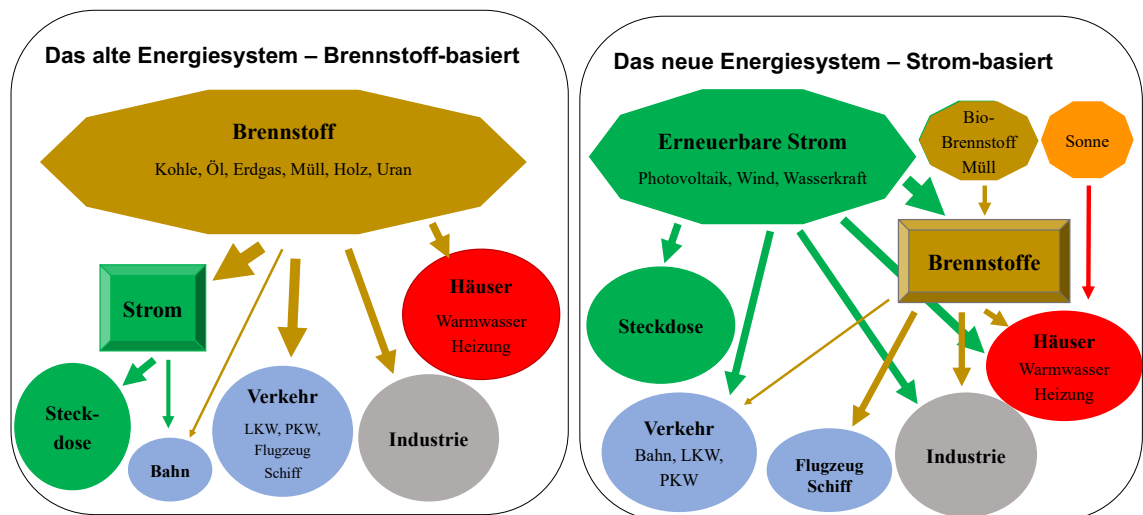 Das alte Energiesystem – Brennstoff-basiert
Brennstoff
Kohle, Öl, Erdgas, Müll, Holz, Uran
Strom
Häuser
Warmwasser
Heizung
Steck-
dose
Bahn
Verkehr
LKW, PKW,
Flugzeug
Schiff
Industrie
Das neue Energiesystem – Strom-basiert
Erneuerbare Strom
Photovoltaik, Wind, Wasserkraft
Bio-
Brennstoff
Müll
Sonne
Brennstoffe
Steckdose
Häuser
Warmwasser
Heizung
Verkehr
Bahn, LKW,
PKW
Flugzeug
Schiff
Industrie